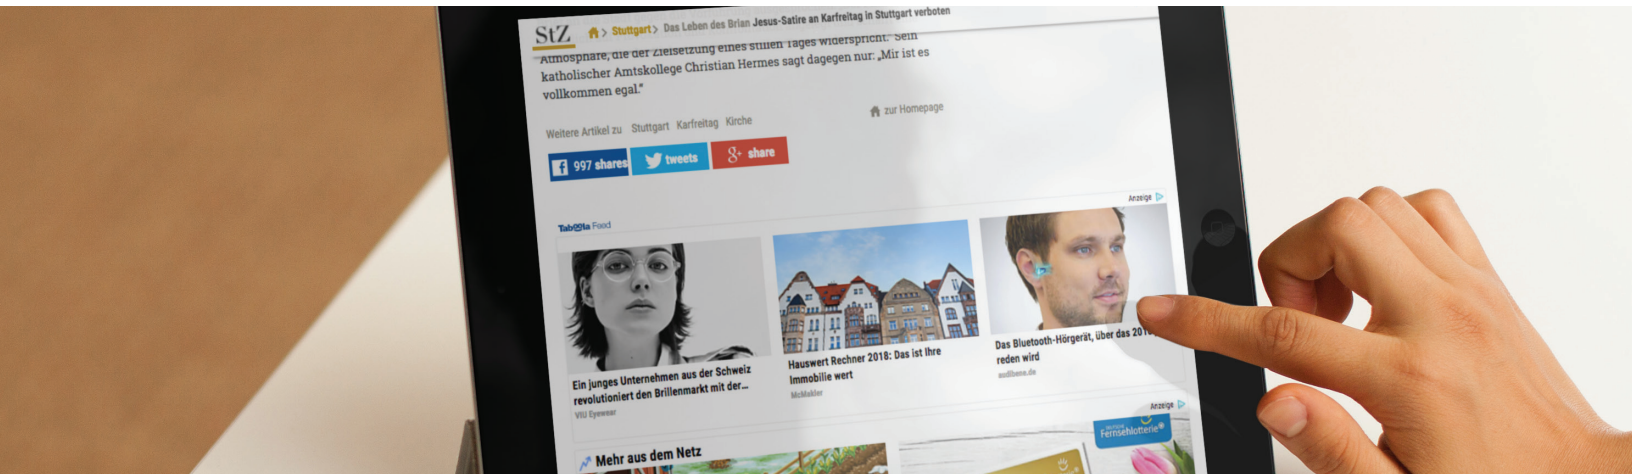 StZ
Stuttgart > Das Leben des Brian Jesus-Satire an Karfreitag in Stuttgart verboten
Atmosphäre, die der Zielsetzung eines stillen Tages widerspricht." Sein
katholischer Amtskollege Christian Hermes sagt dagegen nur: „Mir ist es
vollkommen egal."
zur Homepage
Weitere Artikel zu Stuttgart Karfreitag Kirche
997 shares
tweets
g+ share
Anzeige
Taboola Food
Ein junges Unternehmen aus der Schweiz
revolutioniert den Brillenmarkt mit der...
VIU Eyewear
Hauswert Rechner 2018: Das ist Ihre
Immobilie wert
McMakler
Das Bluetooth-Hörgerät, über das
reden wird
audibene.de
Anzeige
Mehr aus dem Netz
DEUTSCHE
Fernsehlotterie